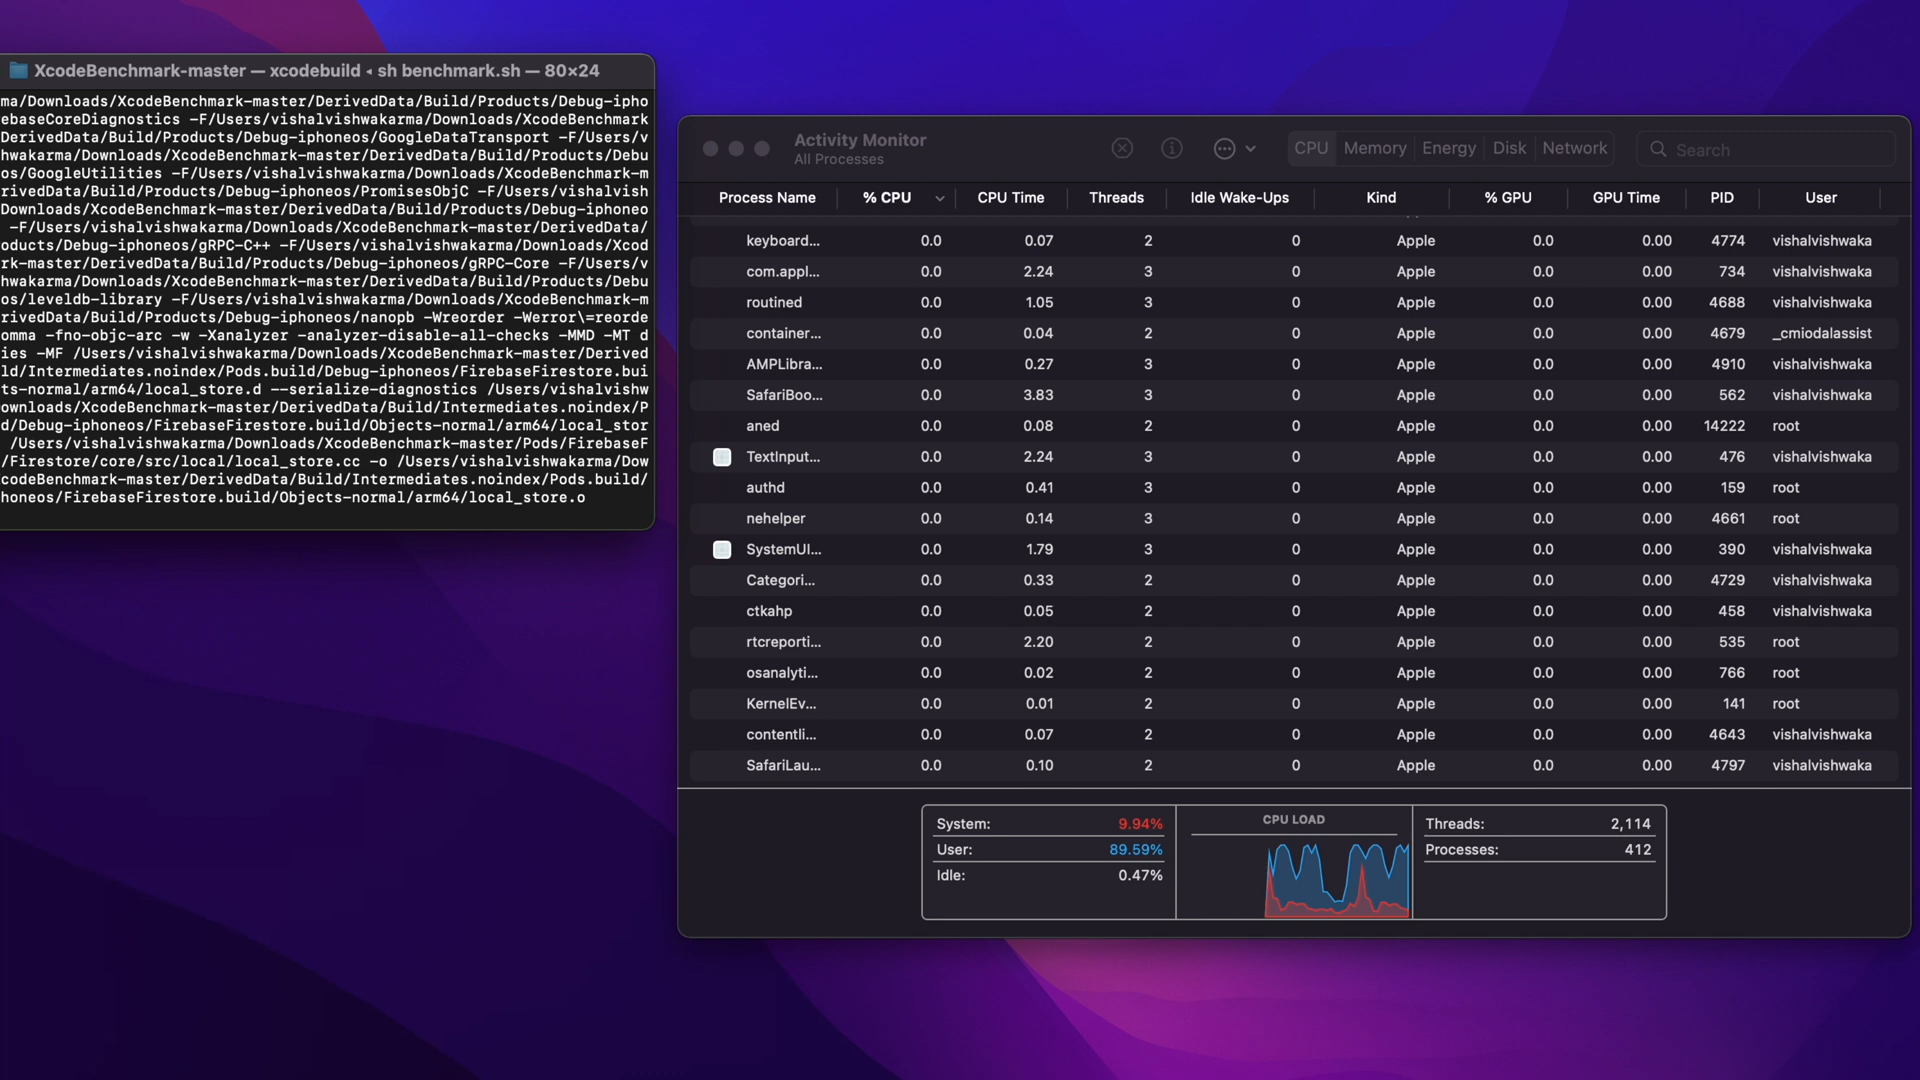 XcodeBenchmark-master — xcodebuild ◂ sh benchmark.sh — 80×24
ma/Downloads/XcodeBenchmark-master/DerivedData/Build/Products/Debug-ipho
ebaseCoreDiagnostics -F/Users/vishalvishwakarma/Downloads/XcodeBenchmark
DerivedData/Build/Products/Debug-iphoneos/GoogleDataTransport -F/Users/v
hwakarma/Downloads/XcodeBenchmark-master/DerivedData/Build/Products/Debu
os/GoogleUtilities -F/Users/vishalvishwakarma/Downloads/XcodeBenchmark-m
rivedData/Build/Products/Debug-iphoneos/PromisesObjC -F/Users/vishalvish
Downloads/XcodeBenchmark-master/DerivedData/Build/Products/Debug-iphoneo
-F/Users/vishalvishwakarma/Downloads/XcodeBenchmark-master/DerivedData/
oducts/Debug-iphoneos/gRPC-C++ -F/Users/vishalvishwakarma/Downloads/Xcod
rk-master/DerivedData/Build/Products/Debug-iphoneos/gRPC-Core -F/Users/v
hwakarma/Downloads/XcodeBenchmark-master/DerivedData/Build/Products/Debu
os/leveldb-library -F/Users/vishalvishwakarma/Downloads/XcodeBenchmark-m
rivedData/Build/Products/Debug-iphoneos/nanopb -Wreorder -Werror\=reorde
omma -fno-objc-arc -w -Xanalyzer -analyzer-disable-all-checks -MMD -MT d
ies -MF /Users/vishalvishwakarma/Downloads/XcodeBenchmark-master/Derived
ld/Intermediates.noindex/Pods.build/Debug-iphoneos/FirebaseFirestore.bui
ts-normal/arm64/local_store.d --serialize-diagnostics /Users/vishalvishw
ownloads/XcodeBenchmark-master/DerivedData/Build/Intermediates.noindex/P
d/Debug-iphoneos/FirebaseFirestore.build/Objects-normal/arm64/local_stor
/Users/vishalvishwakarma/Downloads/XcodeBenchmark-master/Pods/FirebaseF
/Firestore/core/src/local/local_store.cc -o /Users/vishalvishwakarma/Dow
codeBenchmark-master/DerivedData/Build/Intermediates.noindex/Pods.build/
honeos/FirebaseFirestore.build/Objects-normal/arm64/local_store.o
Activity Monitor
All Processes
CPU Memory Energy Disk Network Search
Process Name % CPU CPU Time Threads Idle Wake-Ups Kind % GPU GPU Time PID User
keyboard... 0.0 0.07 2 0 Apple 0.0 0.00 4774 vishalvishwaka
com.appl... 0.0 2.24 3 0 Apple 0.0 0.00 734 vishalvishwaka
routined 0.0 1.05 3 0 Apple 0.0 0.00 4688 vishalvishwaka
container... 0.0 0.04 2 0 Apple 0.0 0.00 4679 _cmiodalassist
AMPLibra... 0.0 0.27 3 0 Apple 0.0 0.00 4910 vishalvishwaka
SafariBoo... 0.0 3.83 3 0 Apple 0.0 0.00 562 vishalvishwaka
aned 0.0 0.08 2 0 Apple 0.0 0.00 14222 root
TextInput... 0.0 2.24 3 0 Apple 0.0 0.00 476 vishalvishwaka
authd 0.0 0.41 3 0 Apple 0.0 0.00 159 root
nehelper 0.0 0.14 3 0 Apple 0.0 0.00 4661 root
SystemUI... 0.0 1.79 3 0 Apple 0.0 0.00 390 vishalvishwaka
Categori... 0.0 0.33 2 0 Apple 0.0 0.00 4729 vishalvishwaka
ctkahp 0.0 0.05 2 0 Apple 0.0 0.00 458 vishalvishwaka
rtcreporti... 0.0 2.20 2 0 Apple 0.0 0.00 535 root
osanalyti... 0.0 0.02 2 0 Apple 0.0 0.00 766 root
KernelEv... 0.0 0.01 2 0 Apple 0.0 0.00 141 root
contentli... 0.0 0.07 2 0 Apple 0.0 0.00 4643 vishalvishwaka
SafariLau... 0.0 0.10 2 0 Apple 0.0 0.00 4797 vishalvishwaka
System: 9.94%
User: 89.59%
Idle: 0.47%
CPU LOAD
Threads: 2,114
Processes: 412